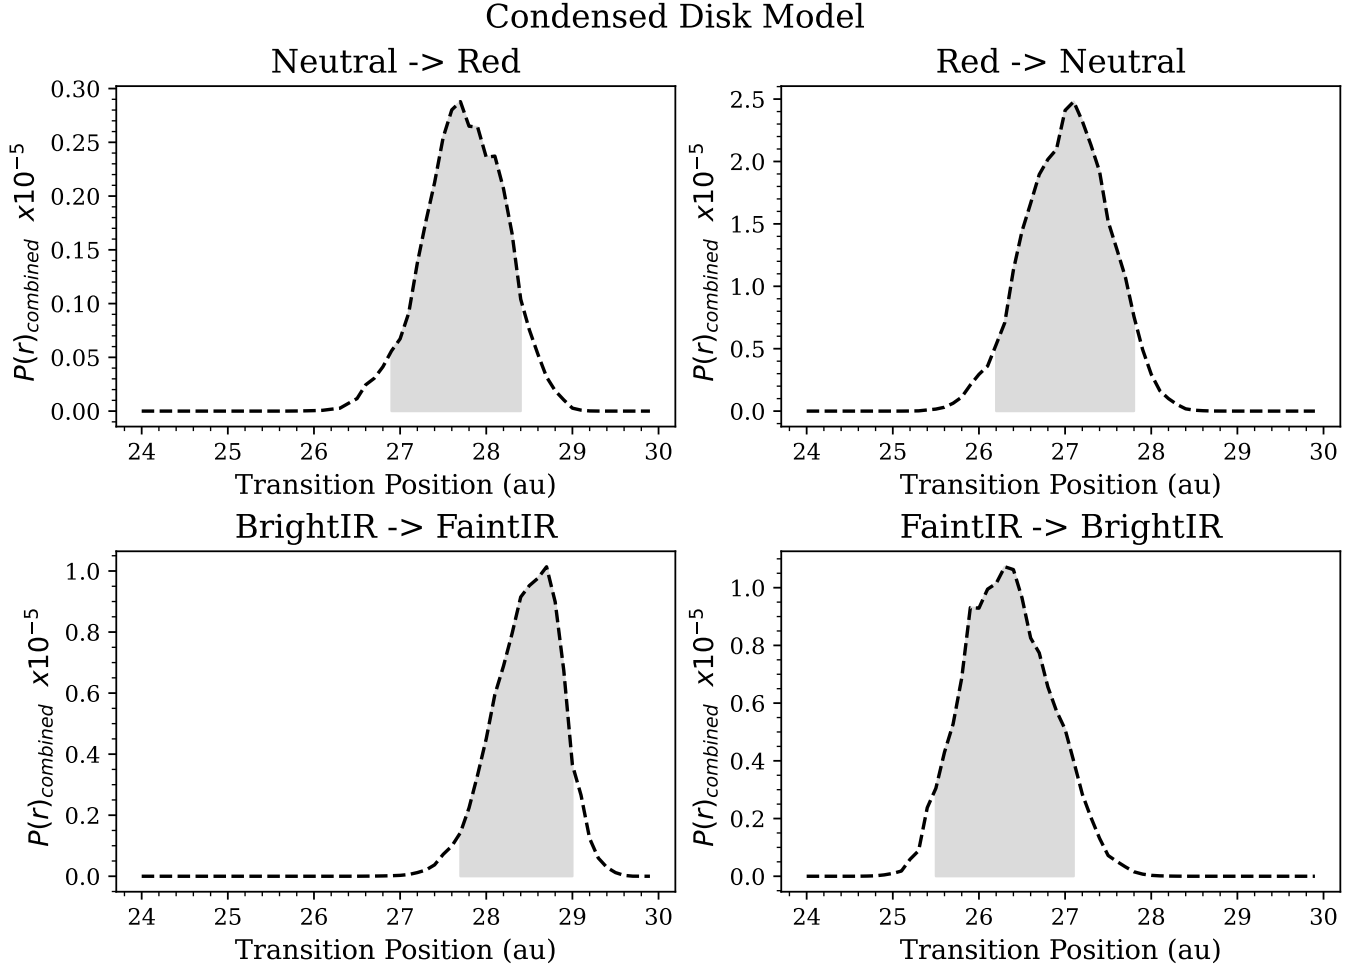 Condensed Disk Model
Neutral -> Red
P(r)combined x10−5
0.30
0.25
0.20
0.15
0.10
0.05
0.00
24 25 26 27 28 29 30
Transition Position (au)
Red -> Neutral
P(r)combined x10−5
2.5
2.0
1.5
1.0
0.5
0.0
24 25 26 27 28 29 30
Transition Position (au)
BrightIR -> FaintIR
P(r)combined x10−5
1.0
0.8
0.6
0.4
0.2
0.0
24 25 26 27 28 29 30
Transition Position (au)
FaintIR -> BrightIR
P(r)combined x10−5
1.0
0.8
0.6
0.4
0.2
0.0
24 25 26 27 28 29 30
Transition Position (au)